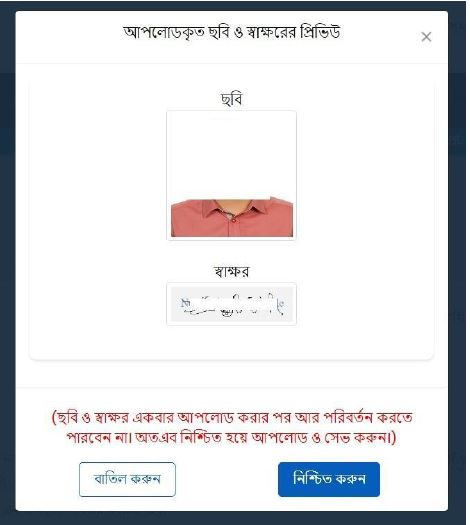 আপলোডকৃত ছবি ও স্বাক্ষরের প্রিভিউ
×
ছবি
স্বাক্ষর
(ছবি ও স্বাক্ষর একবার আপলোড করার পর আর পরিবর্তন করতে
পারবেন না। অতএব নিশ্চিত হয়ে আপলোড ও সেভ করুন।)
বাতিল করুন
নিশ্চিত করুন